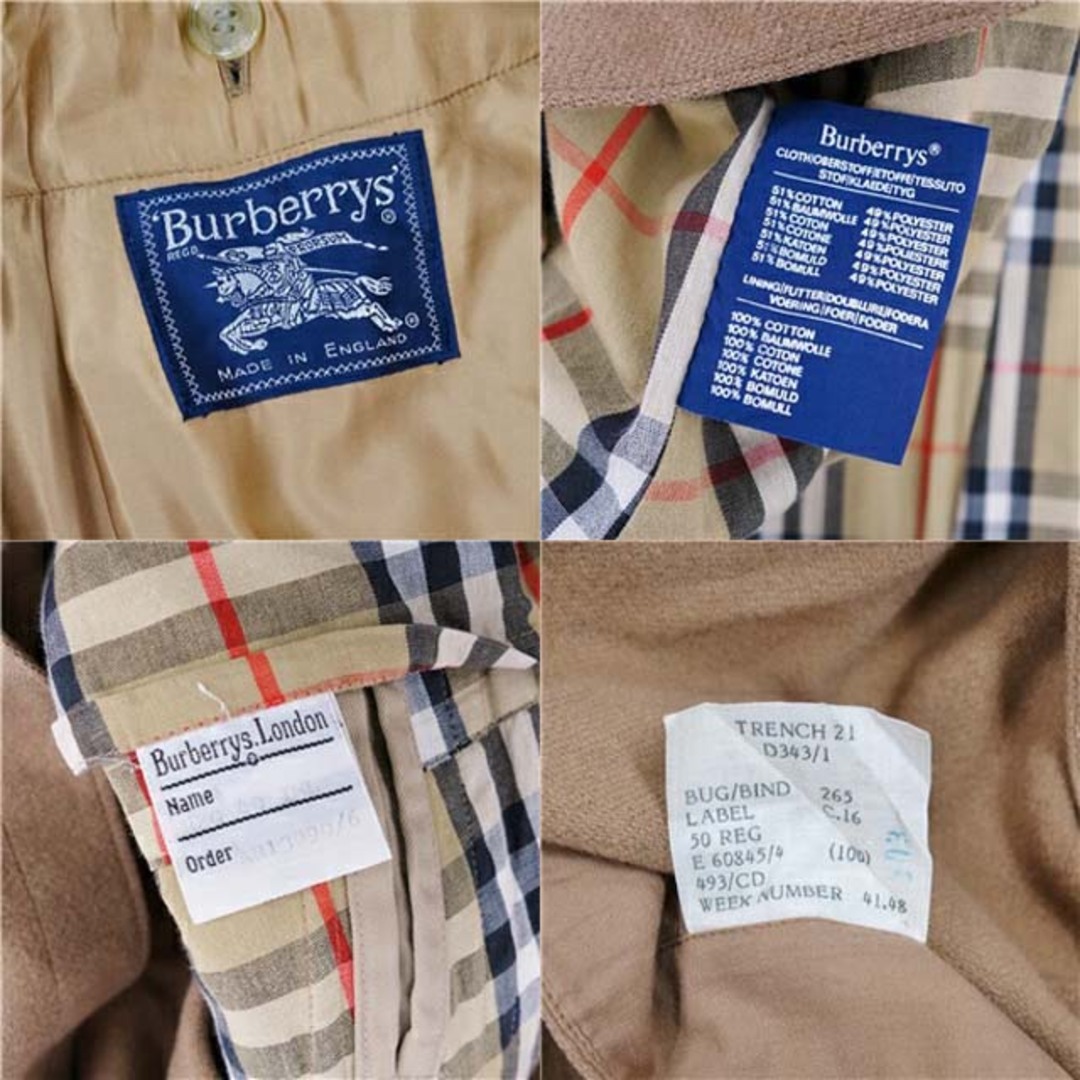 Burberrys®
REGD
PRORSUM
®
MADE IN ENGLAND
Burberrys®
CLOTH/OBERSTOFF/ETOFFE/TESSUTO
STOF/KLAEDE/TYG
51%COTTON 49%POLYESTER
51%BAUMWOLLE 49%POLYESTER
51%COTON 49%POLYESTER
51%COTONE 49%POLIESTERE
51%KATOEN 49%POLYESTER
51%BOMULD 49%POLYESTER
51%BOMULL 49%POLYESTER
LINING/FUTTER/DOUBLURE/FODERA
VOERING/FOER/FODER
100% COTTON
100% BAUMWOLLE
100% COTON
100% COTONE
100% KATOEN
100% BOMULD
100% BOMULL
Burberrys. London
Name
Order
TRENCH 21
D343/1
BUG/BIND 265
LABEL C.16
50 REG
E 60845/4 (100)
493/CD
WEEK NUMBER 41.48